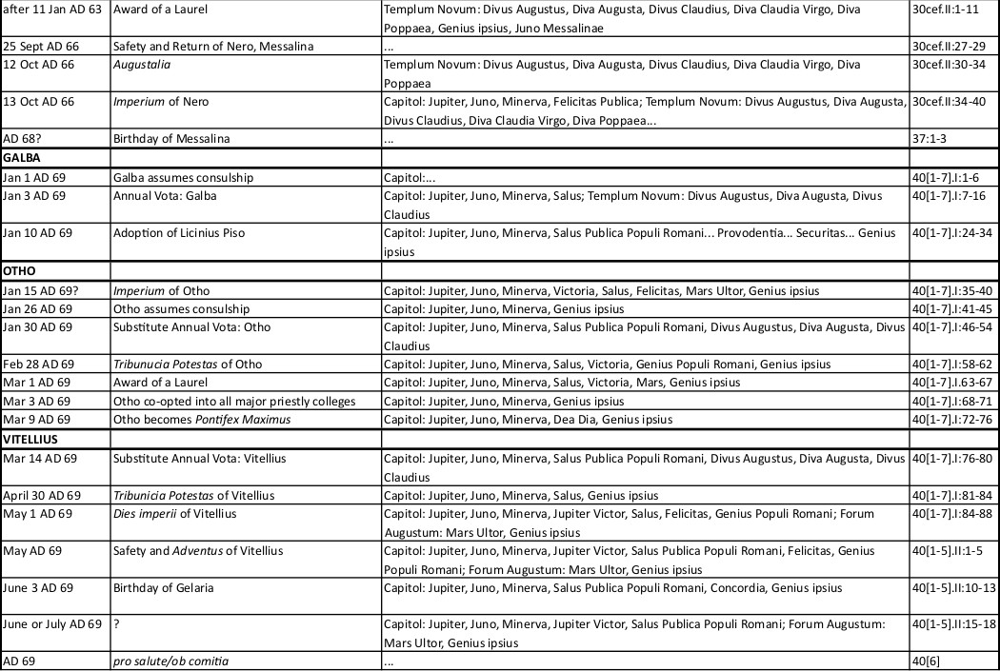 after 11 Jan AD 63 Award of a Laurel Templum Novum: Divus Augustus, Diva Augusta, Divus Claudius, Diva Claudia Virgo, Diva 30cef.II:1-11
Poppaea, Genius ipsius, Juno Messalinae
25 Sept AD 66 Safety and Return of Nero, Messalina ... 30cef.II:27-29
12 Oct AD 66 Augustalia Templum Novum: Divus Augustus, Diva Augusta, Divus Claudius, Diva Claudia Virgo, Diva 30cef.II:30-34
Poppaea
13 Oct AD 66 Imperium of Nero Capitol: Jupiter, Juno, Minerva, Felicitas Publica; Templum Novum: Divus Augustus, Diva Augusta, 30cef.II:34-40
Divus Claudius, Diva Claudia Virgo, Diva Poppaea...
AD 68? Birthday of Messalina ... 37:1-3
GALBA
Jan 1 AD 69 Galba assumes consulship Capitol:... 40[1-7].I:1-6
Jan 3 AD 69 Annual Vota: Galba Capitol: Jupiter, Juno, Minerva, Salus; Templum Novum: Divus Augustus, Diva Augusta, Divus 40[1-7].I:7-16
Claudius
Jan 10 AD 69 Adoption of Licinius Piso Capitol: Jupiter, Juno, Minerva, Salus Publica Populi Romani... Provodentia... Securitas... Genius 40[1-7].I:24-34
ipsius
OTHO
Jan 15 AD 69? Imperium of Otho Capitol: Jupiter, Juno, Minerva, Victoria, Salus, Felicitas, Mars Ultor, Genius ipsius 40[1-7].I:35-40
Jan 26 AD 69 Otho assumes consulship Capitol: Jupiter, Juno, Minerva, Genius ipsius 40[1-7].I:41-45
Jan 30 AD 69 Substitute Annual Vota: Otho Capitol: Jupiter, Juno, Minerva, Salus Publica Populi Romani, Divus Augustus, Diva Augusta, Divus 40[1-7].I:46-54
Claudius
Feb 28 AD 69 Tribunucia Potestas of Otho Capitol: Jupiter, Juno, Minerva, Salus, Victoria, Genius Populi Romani, Genius ipsius 40[1-7].I:58-62
Mar 1 AD 69 Award of a Laurel Capitol: Jupiter, Juno, Minerva, Salus, Victoria, Mars, Genius ipsius 40[1-7].I.63-67
Mar 3 AD 69 Otho co-opted into all major priestly colleges Capitol: Jupiter, Juno, Minerva, Genius ipsius 40[1-7].I:68-71
Mar 9 AD 69 Otho becomes Pontifex Maximus Capitol: Jupiter, Juno, Minerva, Dea Dia, Genius ipsius 40[1-7].I:72-76
VITELLIUS
Mar 14 AD 69 Substitute Annual Vota: Vitellius Capitol: Jupiter, Juno, Minerva, Salus Publica Populi Romani, Divus Augustus, Diva Augusta, Divus 40[1-7].I:76-80
Claudius
April 30 AD 69 Tribunicia Potestas of Vitellius Capitol: Jupiter, Juno, Minerva, Salus, Genius ipsius 40[1-7].I:81-84
May 1 AD 69 Dies imperii of Vitellius Capitol: Jupiter, Juno, Minerva, Jupiter Victor, Salus, Felicitas, Genius Populi Romani; Forum 40[1-7].I:84-88
Augustum: Mars Ultor, Genius ipsius
May AD 69 Safety and Adventus of Vitellius Capitol: Jupiter, Juno, Minerva, Jupiter Victor, Salus Publica Populi Romani, Felicitas, Genius 40[1-5].II:1-5
Populi Romani; Forum Augustum: Mars Ultor, Genius ipsius
June 3 AD 69 Birthday of Gelaria Capitol: Jupiter, Juno, Minerva, Salus Publica Populi Romani, Concordia, Genius ipsius 40[1-5].II:10-13
June or July AD 69 ? Capitol: Jupiter, Juno, Minerva, Jupiter Victor, Salus Publica Populi Romani; Forum Augustum: 40[1-5].II:15-18
Mars Ultor, Genius ipsius
AD 69 pro salute/ob comitia ... 40[6]